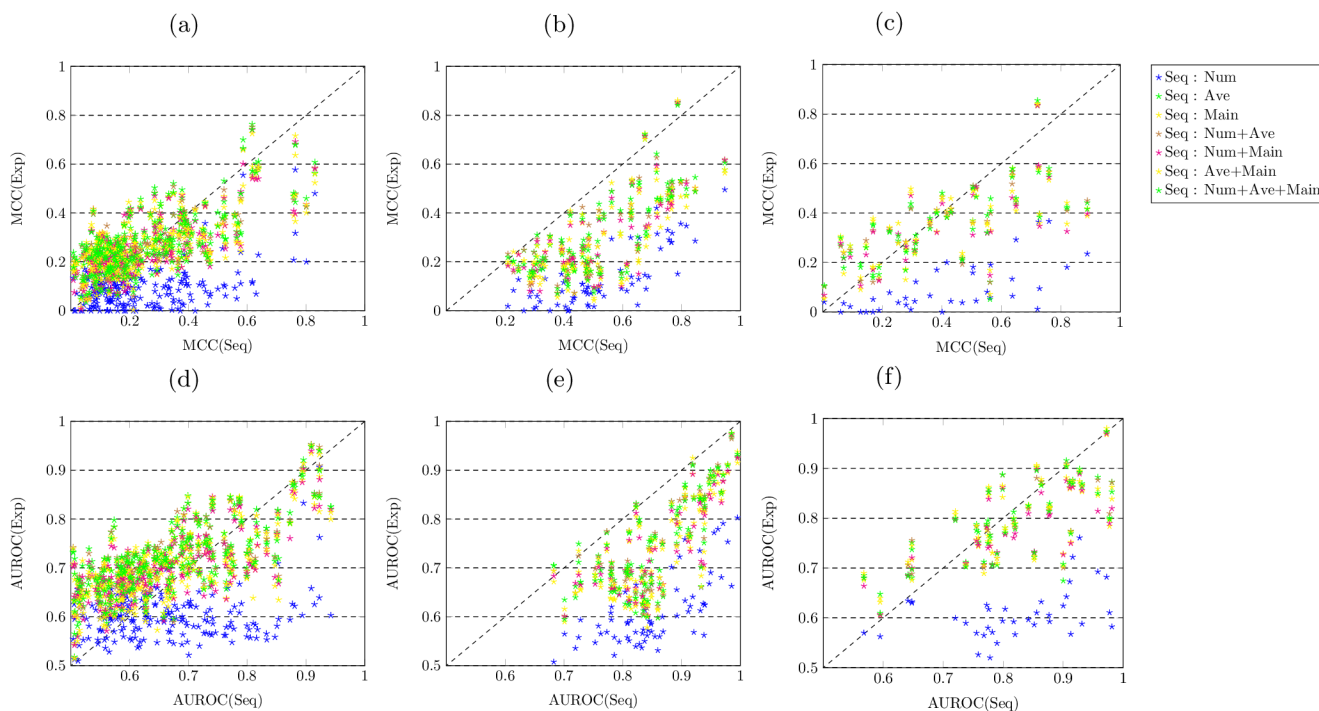 (a)
(b)
(c)
1
0.8
0.6
0.4
0.2
0
MCC(Exp)
0.2
0.4
0.6
0.8
1
MCC(Seq)
1
0.8
0.6
0.4
0.2
0
MCC(Exp)
0.2
0.4
0.6
0.8
1
MCC(Seq)
1
0.8
0.6
0.4
0.2
0
MCC(Exp)
0.2
0.4
0.6
0.8
1
MCC(Seq)
Seq : Num
Seq : Ave
Seq : Main
Seq : Num+Ave
Seq : Num+Main
Seq : Ave+Main
Seq : Num+Ave+Main
(d)
(e)
(f)
1
0.9
0.8
0.7
0.6
0.5
AUROC(Exp)
0.6
0.7
0.8
0.9
1
AUROC(Seq)
1
0.9
0.8
0.7
0.6
0.5
AUROC(Exp)
0.6
0.7
0.8
0.9
1
AUROC(Seq)
1
0.9
0.8
0.7
0.6
0.5
AUROC(Exp)
0.6
0.7
0.8
0.9
1
AUROC(Seq)